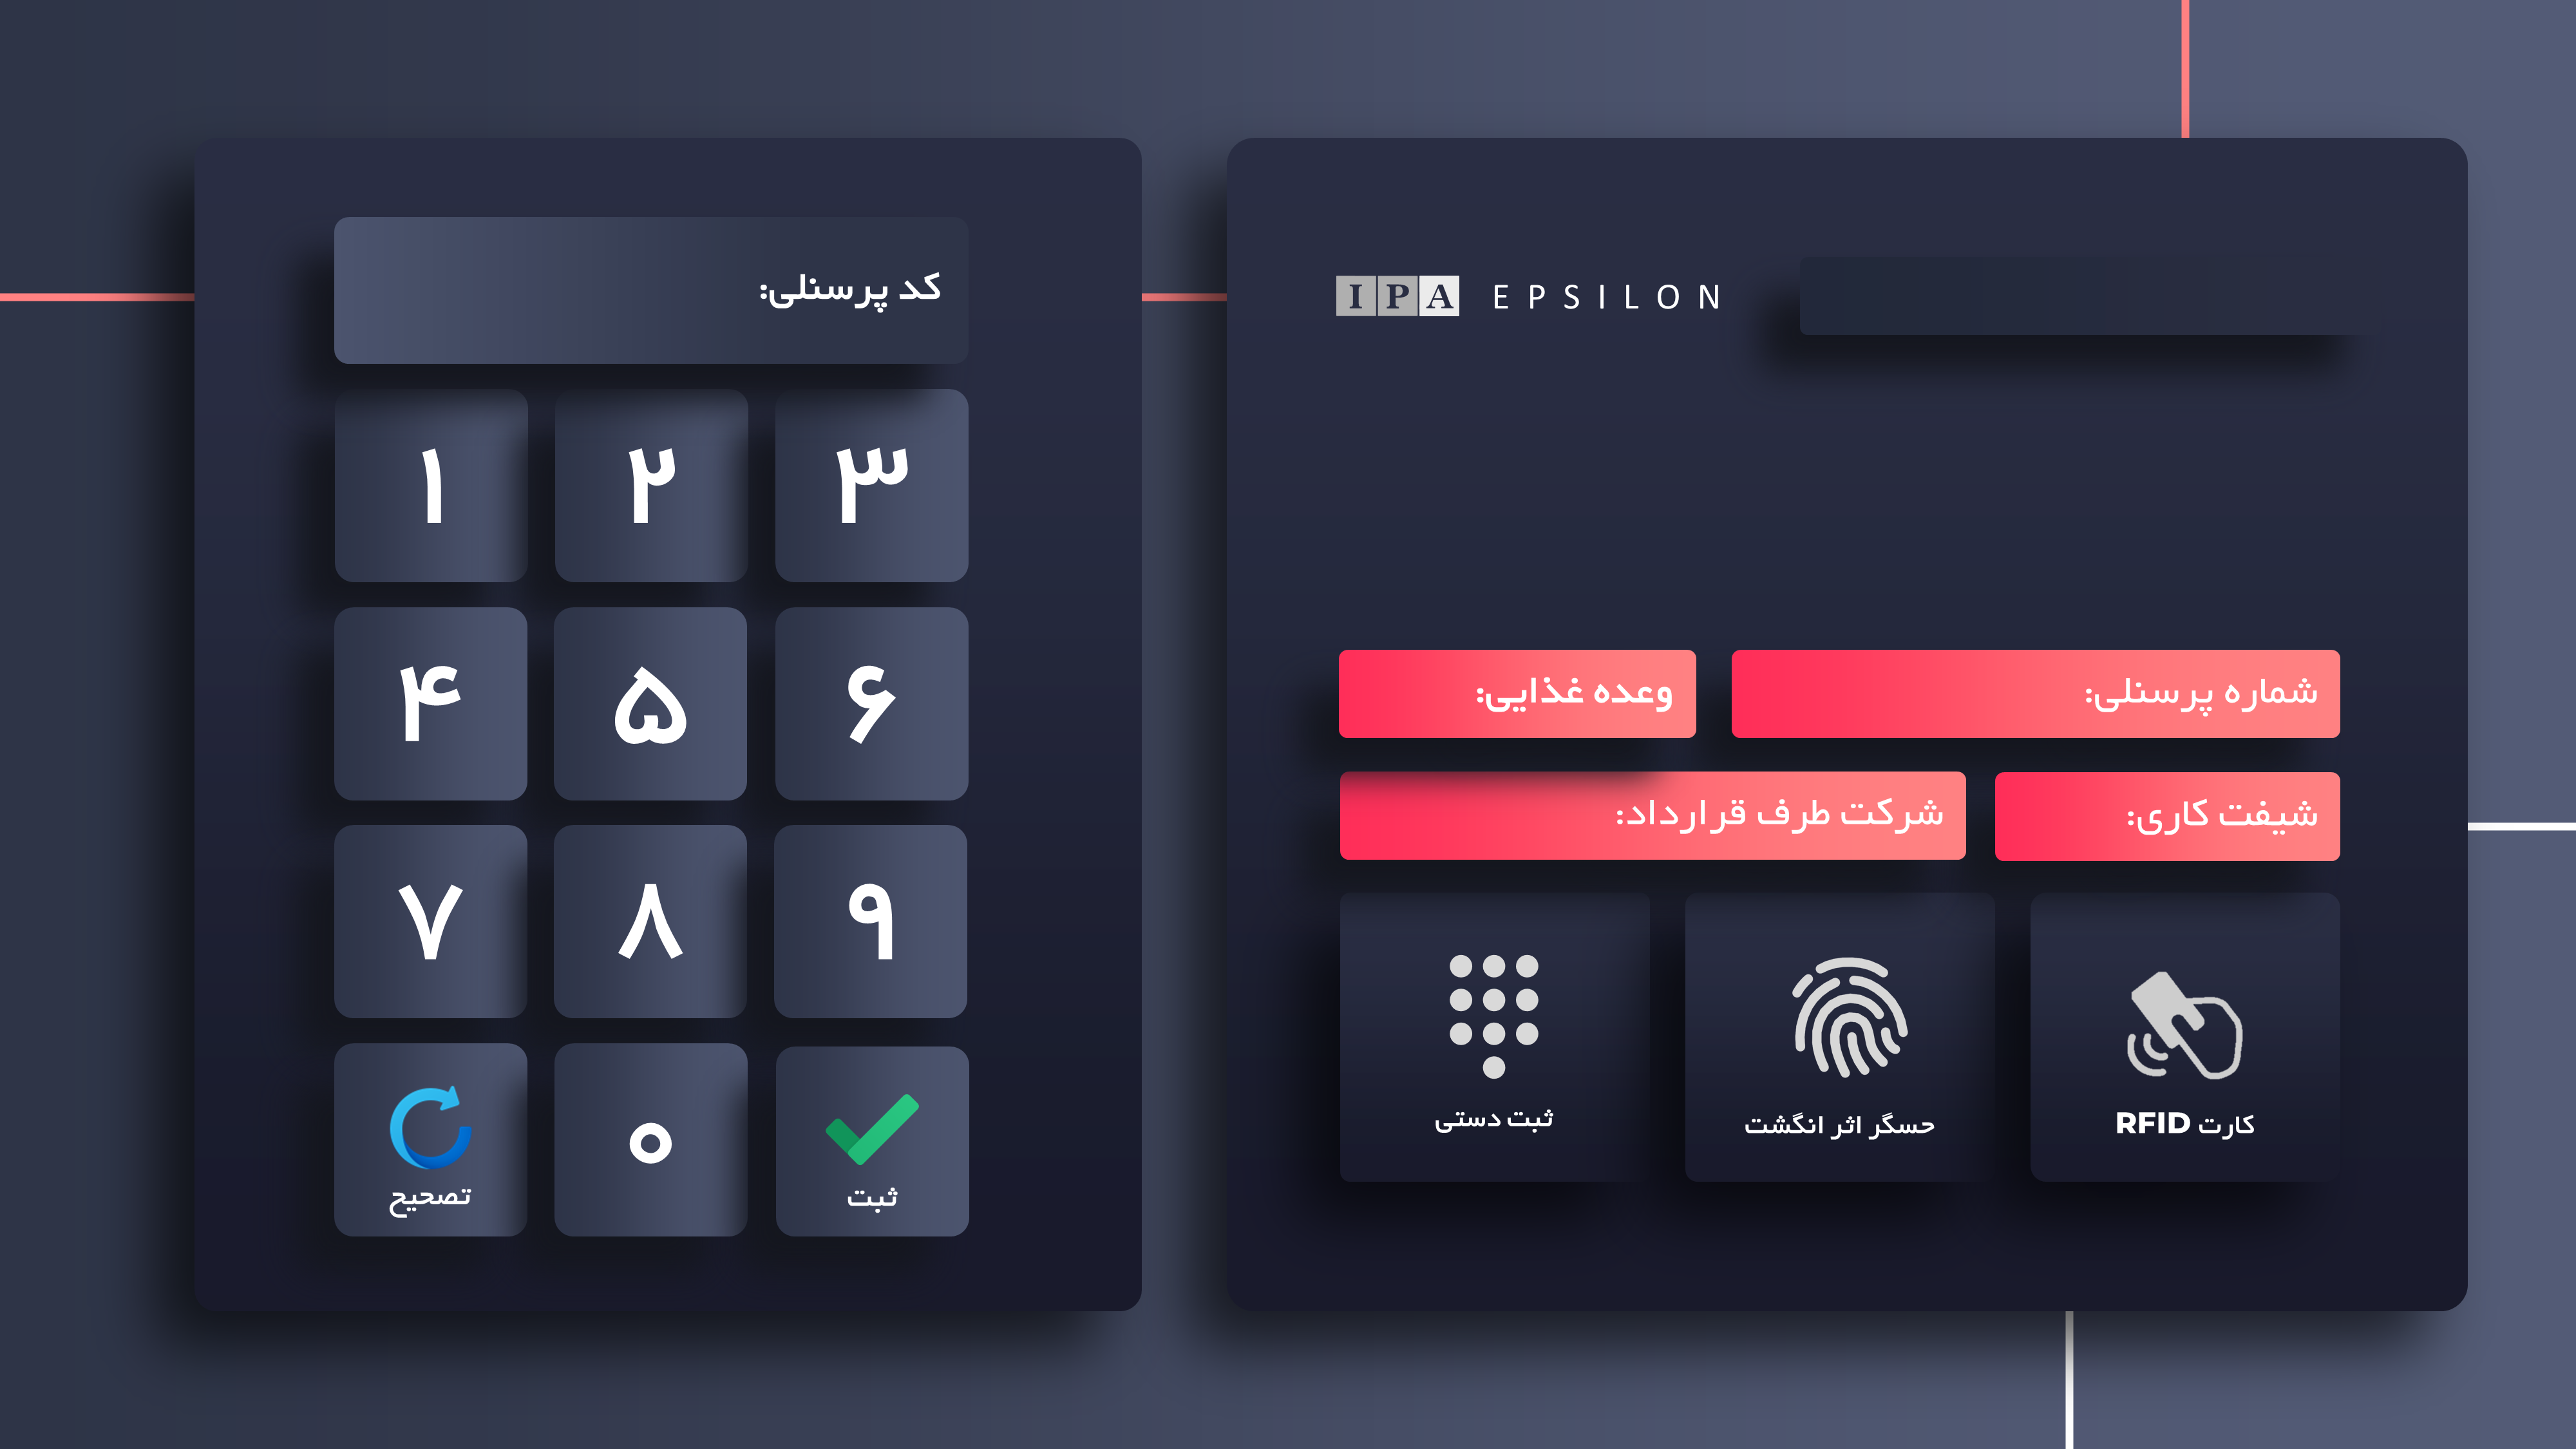 کد پرسنلی:
۱ ۲ ۳
۴ ۵ ۶
۷ ۸ ۹
تصحیح ۰ ثبت
IPA EPSILON
شماره پرسنلی:
وعده غذایی:
شیفت کاری:
شرکت طرف قرارداد:
کارت RFID
حسگر اثر انگشت
ثبت دستی